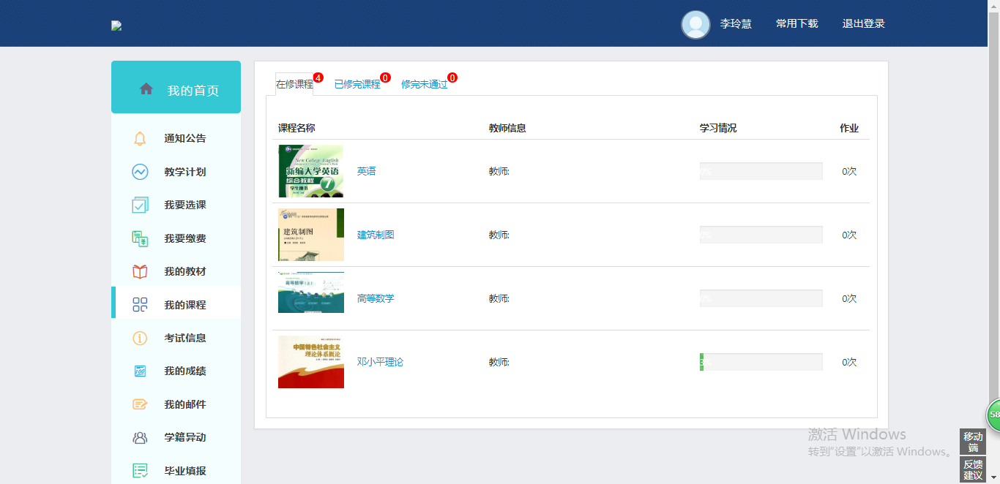 李玲慧 常用下载 退出登录
我的首页
通知公告
教学计划
我要选课
我要缴费
我的教材
我的课程
考试信息
我的成绩
我的邮件
学籍异动
毕业填报
在修课程 4 已修完课程 0 修完未通过 0
课程名称 教师信息 学习情况 作业
New College English
新编大学英语
综合教程 7
学生用书
英语 教师: 0% 0次
建筑制图
建筑制图 教师: 0% 0次
高等数学(上)
高等数学 教师: 0% 0次
中国特色社会主义
理论体系概论
邓小平理论 教师: 3% 0次
激活 Windows
转到"设置"以激活 Windows。
58
移动
端
反馈
建议